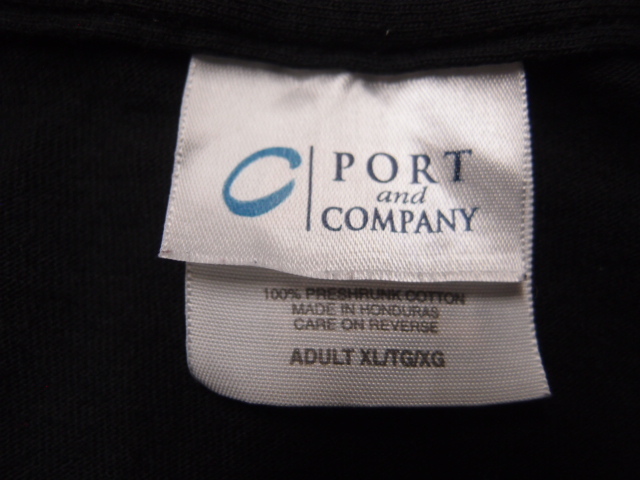 PORT
and
COMPANY
100% PRESHRUNK COTTON
MADE IN HONDURAS
CARE ON REVERSE
ADULT XL/TG/XG